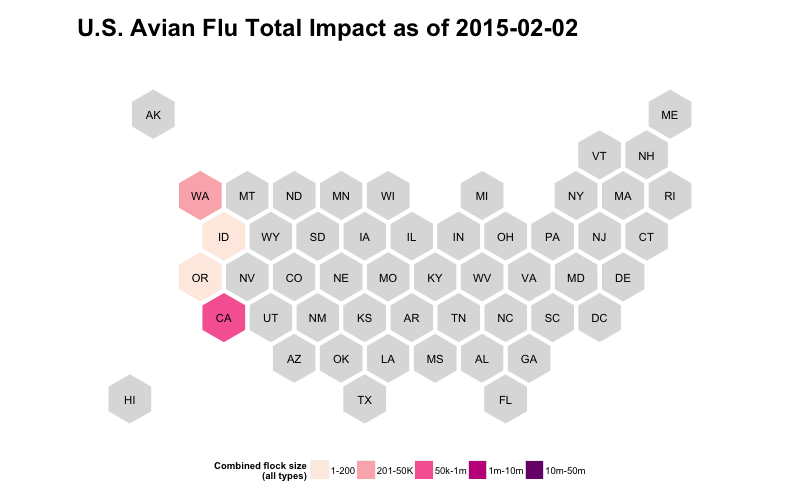 U.S. Avian Flu Total Impact as of 2015-02-02
AK ME
VT NH
WA MT ND MN WI MI NY MA RI
ID WY SD IA IL IN OH PA NJ CT
OR NV CO NE MO KY WV VA MD DE
CA UT NM KS AR TN NC SC DC
AZ OK LA MS AL GA
HI TX FL
Combined flock size
(all types) 1-200 201-50K 50k-1m 1m-10m 10m-50m